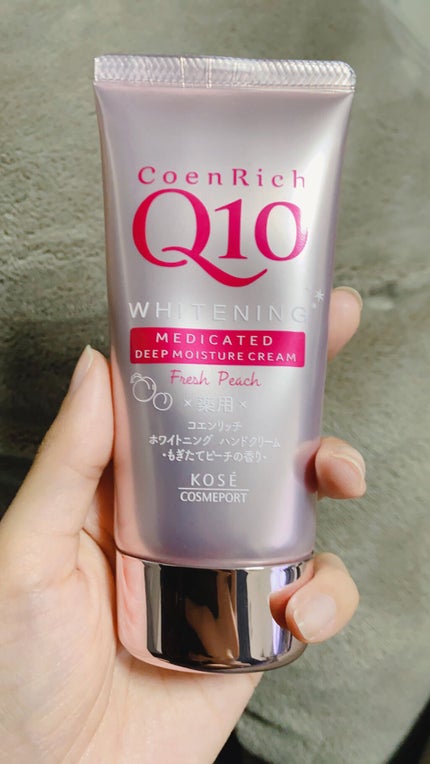 CoenRich
Q10
WHITENING
MEDICATED
DEEP MOISTURE CREAM
Fresh Peach
×薬用×
コエンリッチ
ホワイトニング ハンドクリーム
・もぎたてピーチの香り・
KOSÉ
COSMEPORT